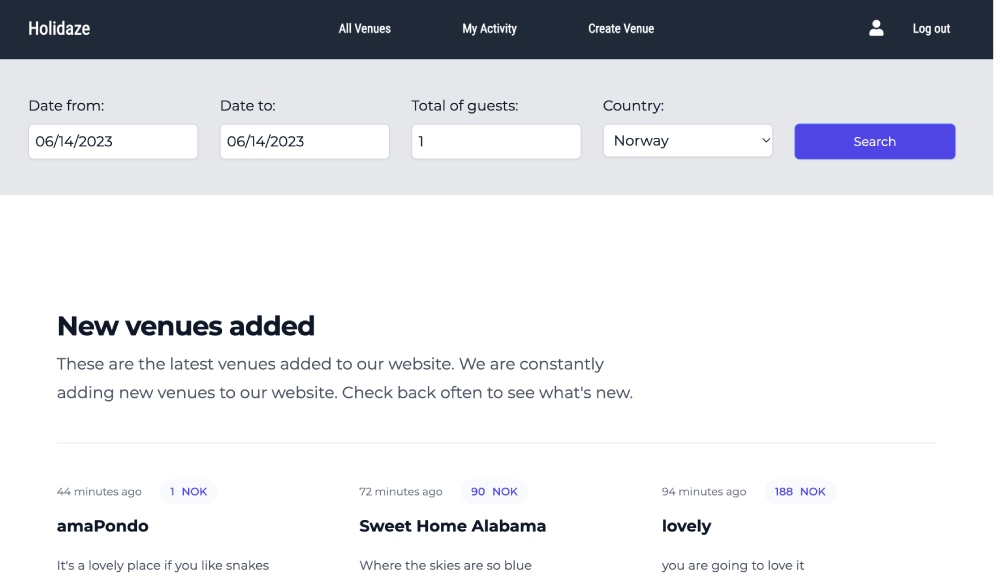 Holidaze All Venues My Activity Create Venue Log out
Date from: Date to: Total of guests: Country:
06/14/2023 06/14/2023 1 Norway Search
New venues added
These are the latest venues added to our website. We are constantly
adding new venues to our website. Check back often to see what's new.
44 minutes ago 1 NOK 72 minutes ago 90 NOK 94 minutes ago 188 NOK
amaPondo Sweet Home Alabama lovely
It's a lovely place if you like snakes Where the skies are so blue you are going to love it